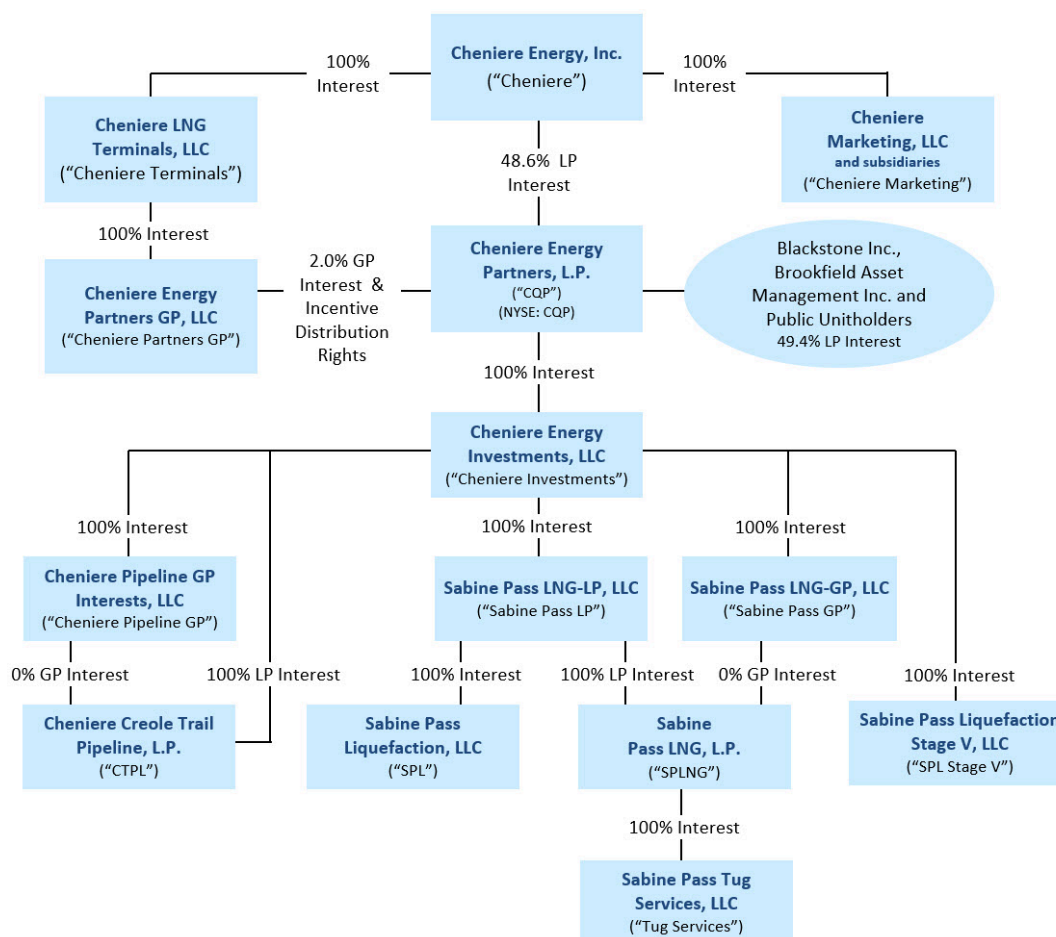 Cheniere Energy, Inc.
(“Cheniere”)
100%
Interest
100%
Interest
Cheniere LNG
Terminals, LLC
(“Cheniere Terminals”)
48.6% LP
Interest
Cheniere
Marketing, LLC
and subsidiaries
(“Cheniere Marketing”)
100% Interest
Cheniere Energy
Partners GP, LLC
(“Cheniere Partners GP”)
2.0% GP
Interest &
Incentive
Distribution
Rights
Cheniere Energy
Partners, L.P.
(“CQP”)
(NYSE: CQP)
Blackstone Inc.,
Brookfield Asset
Management Inc. and
Public Unitholders
49.4% LP Interest
100% Interest
Cheniere Energy
Investments, LLC
(“Cheniere Investments”)
100% Interest
100% Interest
100% Interest
Cheniere Pipeline GP
Interests, LLC
(“Cheniere Pipeline GP”)
Sabine Pass LNG-LP, LLC
(“Sabine Pass LP”)
Sabine Pass LNG-GP, LLC
(“Sabine Pass GP”)
0% GP Interest
100% LP Interest
100% Interest
100% LP Interest
0% GP Interest
100% Interest
Cheniere Creole Trail
Pipeline, L.P.
(“CTPL”)
Sabine Pass
Liquefaction, LLC
(“SPL”)
Sabine
Pass LNG, L.P.
(“SPLNG”)
Sabine Pass Liquefaction
Stage V, LLC
(“SPL Stage V”)
100% Interest
Sabine Pass Tug
Services, LLC
(“Tug Services”)